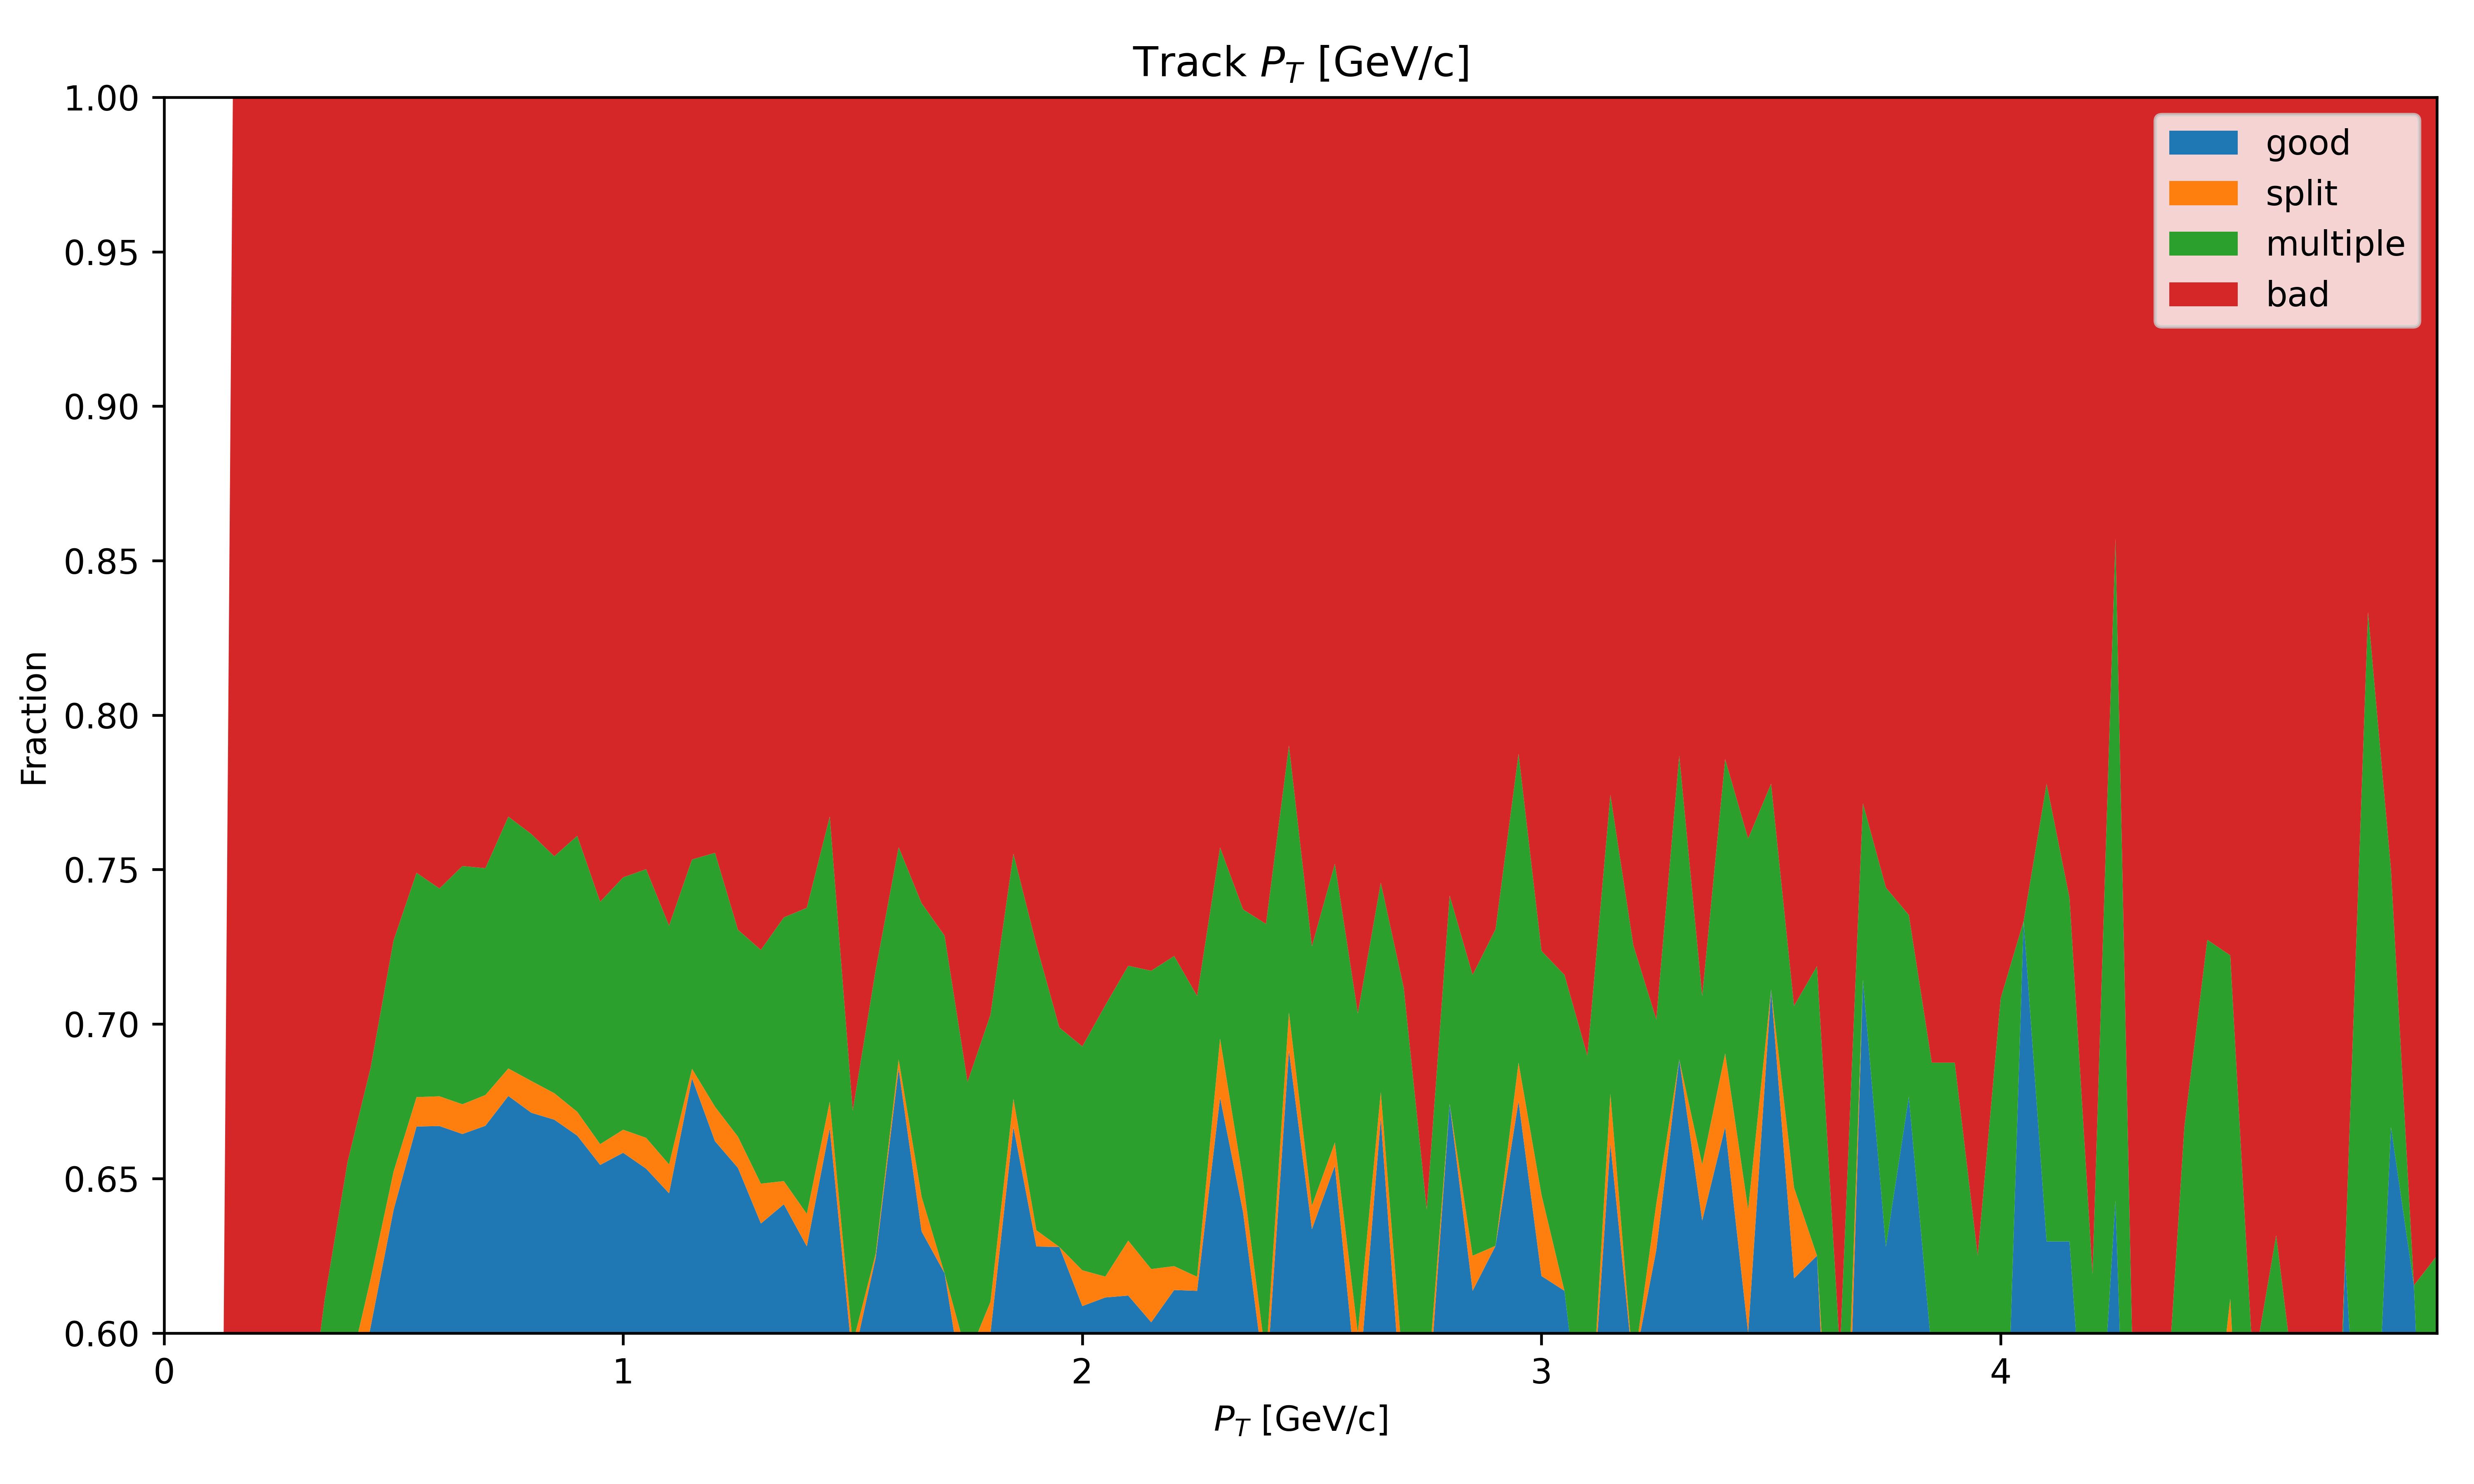 Track P_T [GeV/c]
1.00
0.95
0.90
0.85
0.80
0.75
0.70
0.65
0.60
Fraction
good
split
multiple
bad
0 1 2 3 4
P_T [GeV/c]